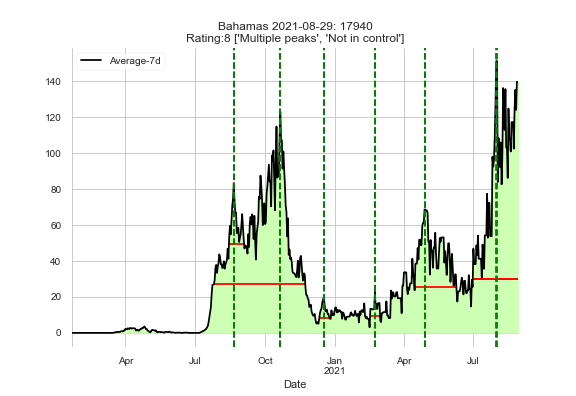 Bahamas 2021-08-29: 17940
Rating:8 ['Multiple peaks', 'Not in control']
Average-7d
140
120
100
80
60
40
20
0
Apr
Jul
Oct
Jan
2021
Apr
Jul
Date